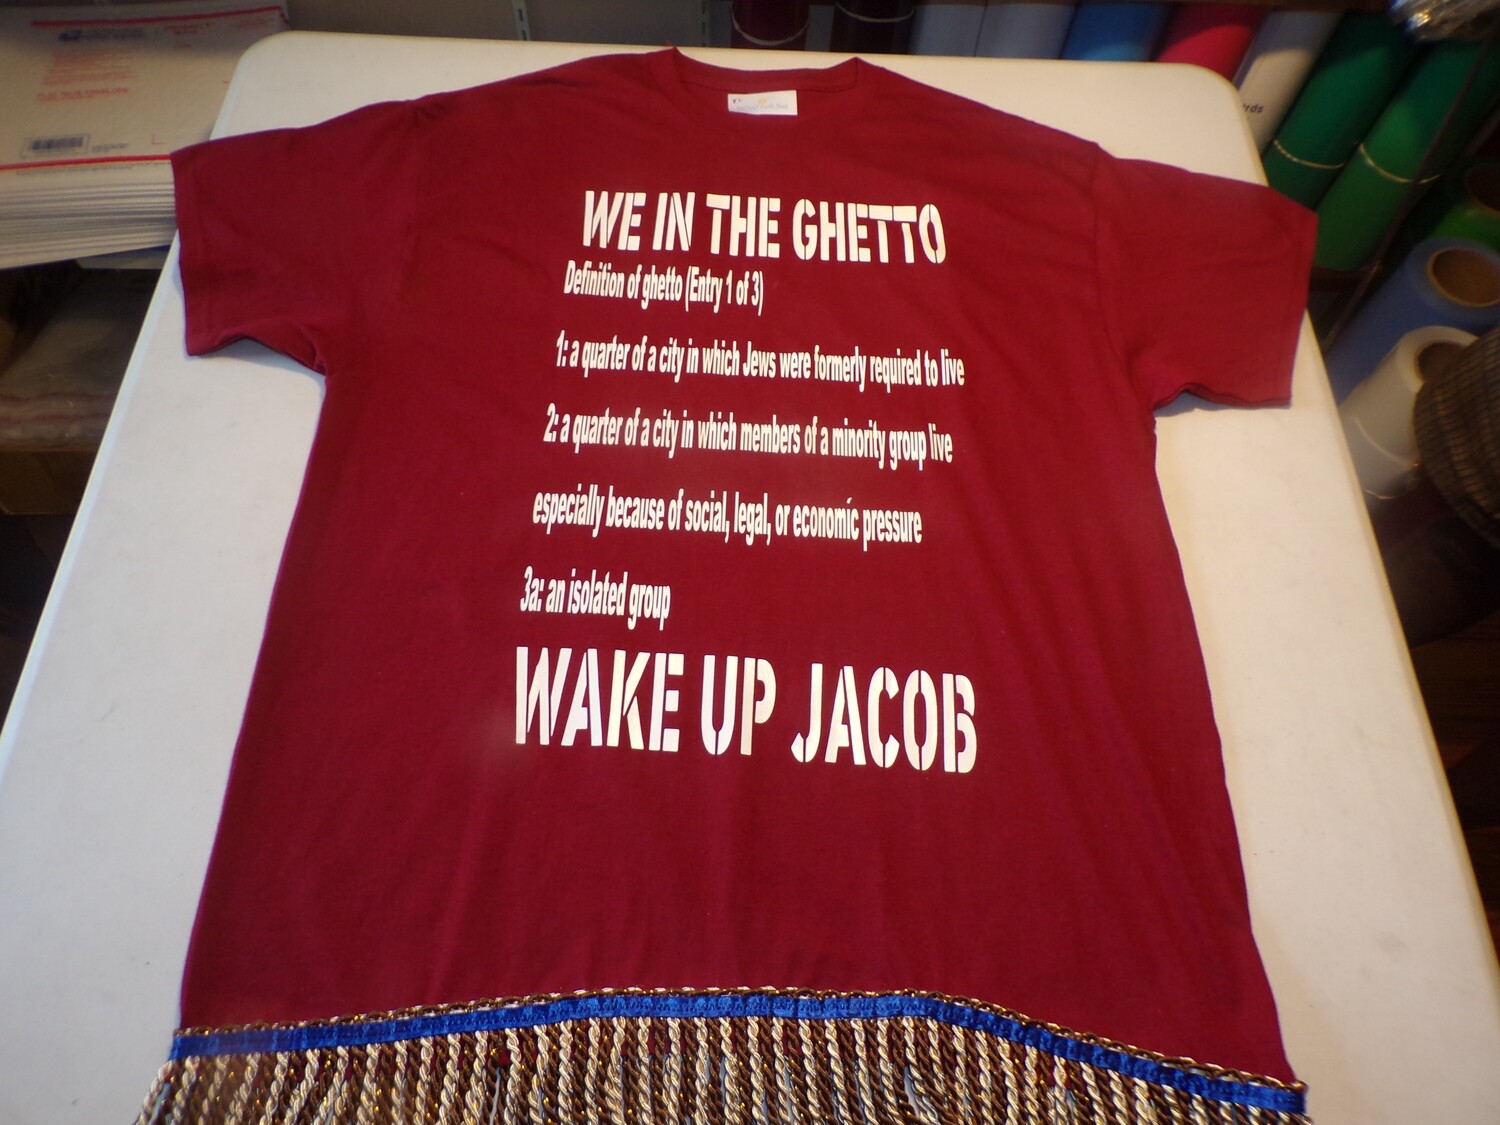 WE IN THE GHETTO
Definition of ghetto (Entry 1 of 3)
1: a quarter of a city in which Jews were formerly required to live
2: a quarter of a city in which members of a minority group live
especially because of social, legal, or economíc pressure
3a: an isolated group
WAKE UP JACOB